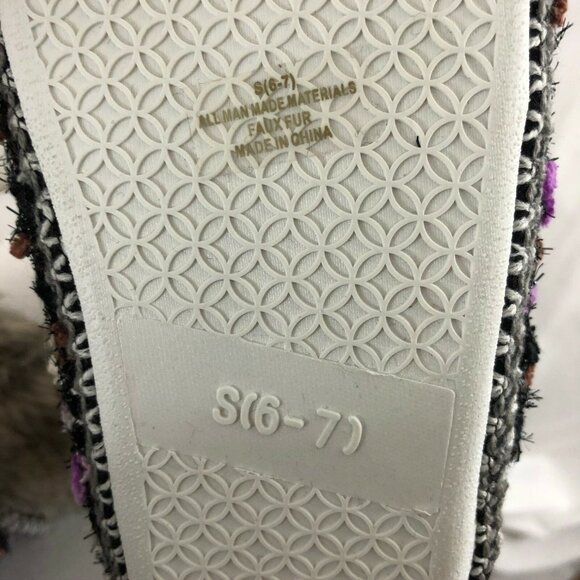 S(6-7)
ALL MAN MADE MATERIALS
FAUX FUR
MADE IN CHINA
S(6-7)